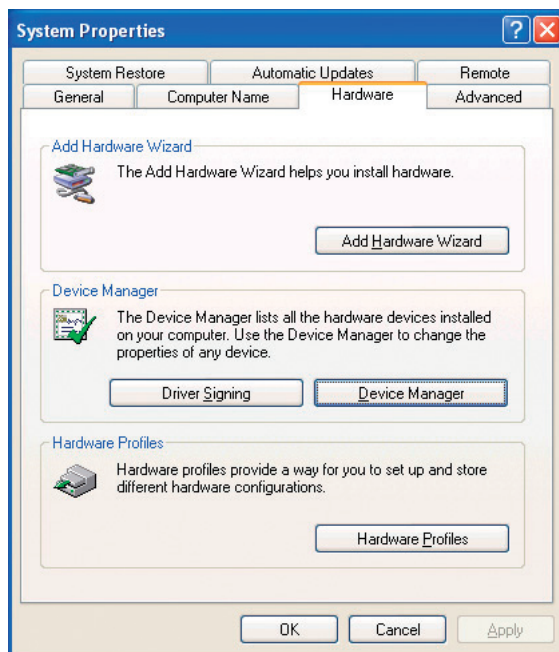 System Properties
System Restore Automatic Updates Remote
General Computer Name Hardware Advanced
Add Hardware Wizard
The Add Hardware Wizard helps you install hardware.
Add Hardware Wizard
Device Manager
The Device Manager lists all the hardware devices installed
on your computer. Use the Device Manager to change the
properties of any device.
Driver Signing Device Manager
Hardware Profiles
Hardware profiles provide a way for you to set up and store
different hardware configurations.
Hardware Profiles
OK Cancel Apply